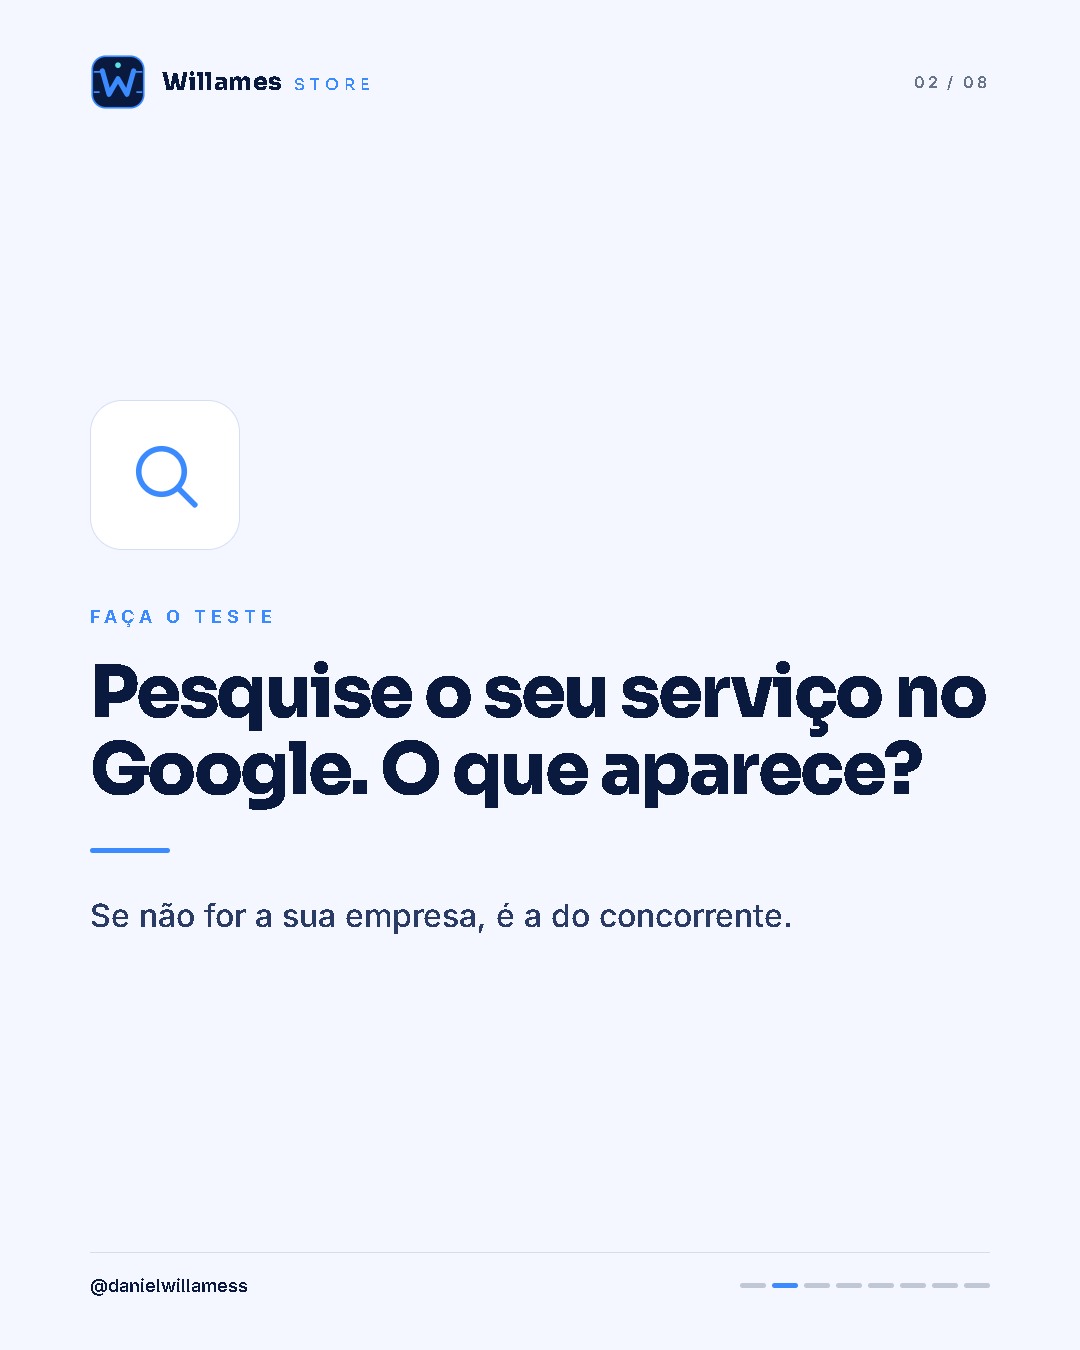 Willames STORE
02 / 08
FAÇA O TESTE
Pesquise o seu serviço no
Google. O que aparece?
Se não for a sua empresa, é a do concorrente.
@danielwillamess